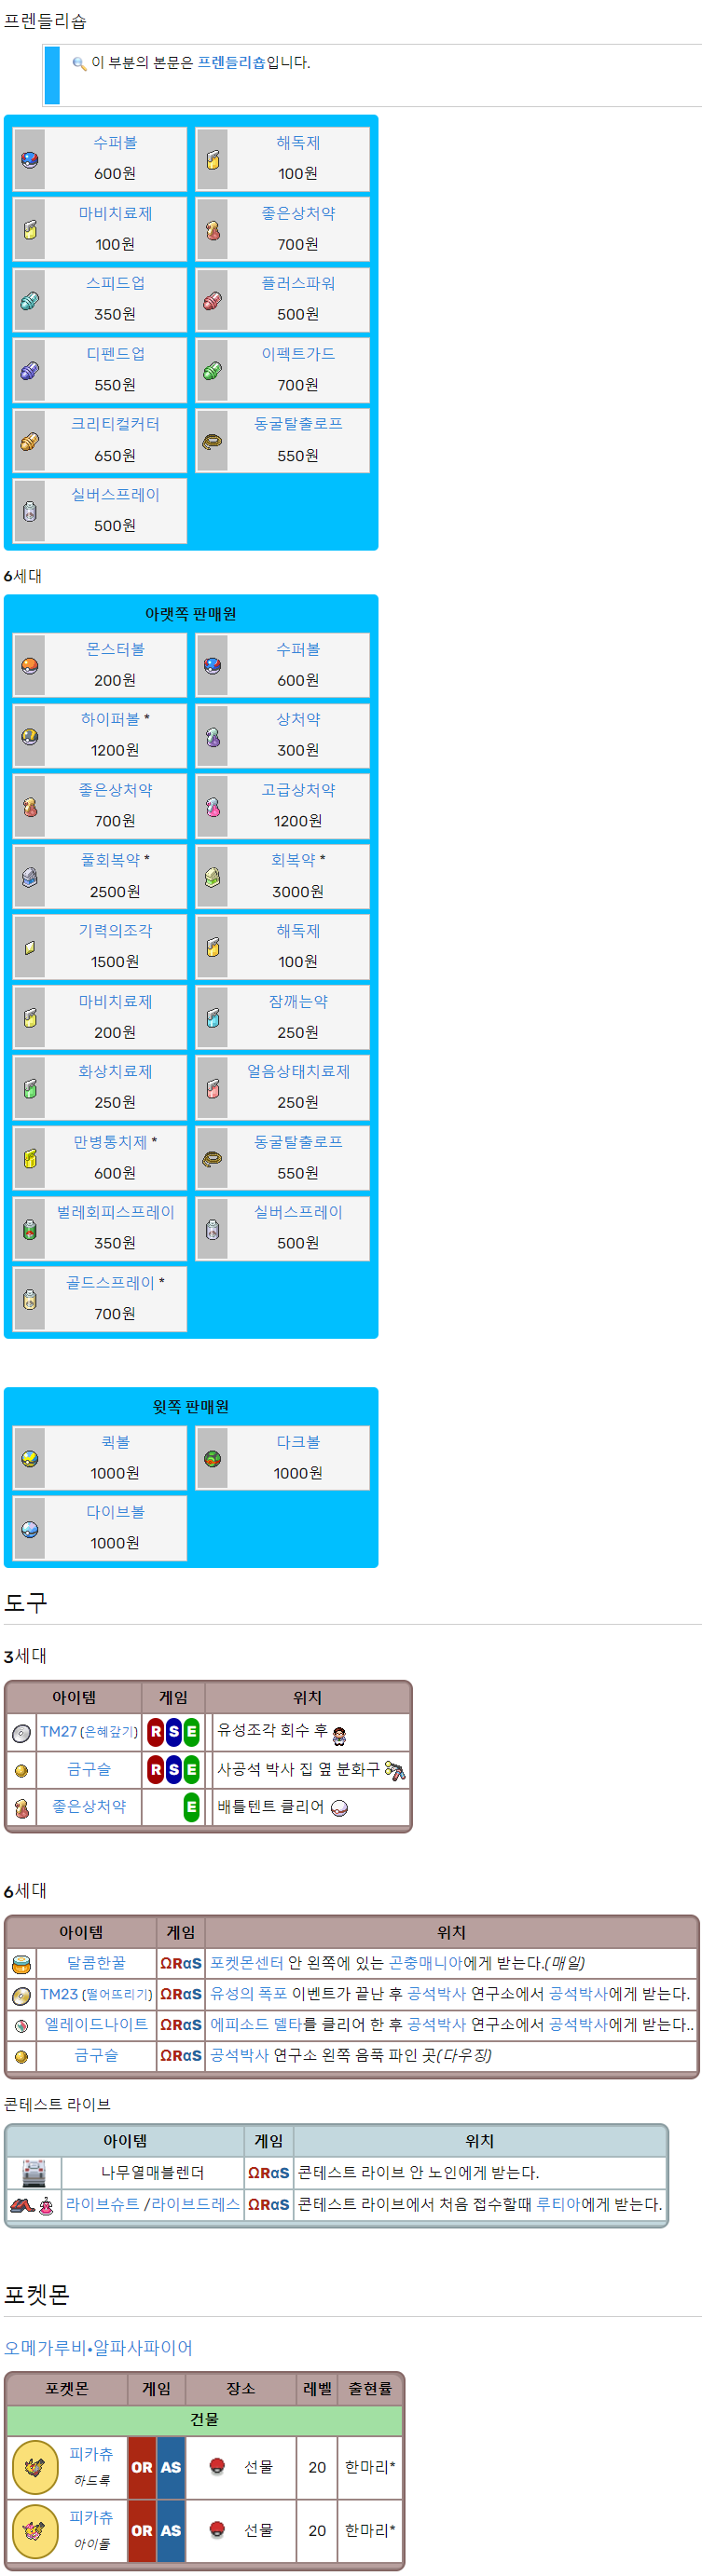 프렌들리숍
이 부분의 본문은 프렌들리숍입니다.
수퍼볼 해독제
600원 100원
마비치료제 좋은상처약
100원 700원
스피드업 플러스파워
350원 500원
디펜드업 이펙트가드
550원 700원
크리티컬커터 동굴탈출로프
650원 550원
실버스프레이
500원
6세대
아랫쪽 판매원
몬스터볼 수퍼볼
200원 600원
하이퍼볼 * 상처약
1200원 300원
좋은상처약 고급상처약
700원 1200원
풀회복약 * 회복약 *
2500원 3000원
기력의조각 해독제
1500원 100원
마비치료제 잠깨는약
200원 250원
화상치료제 얼음상태치료제
250원 250원
만병통치제 * 동굴탈출로프
600원 550원
벌레회피스프레이 실버스프레이
350원 500원
골드스프레이 *
700원
윗쪽 판매원
퀵볼 다크볼
1000원 1000원
다이브볼
1000원
도구
3세대
아이템 게임 위치
TM27 (은혜갚기) R S E 유성조각 회수 후
금구슬 R S E 사공석 박사 집 옆 분화구
좋은상처약 E 배틀텐트 클리어
6세대
아이템 게임 위치
달콤한꿀 ΩRαS 포켓몬센터 안 왼쪽에 있는 곤충매니아에게 받는다.(매일)
TM23 (떨어뜨리기) ΩRαS 유성의 폭포 이벤트가 끝난 후 공석박사 연구소에서 공석박사에게 받는다.
엘레이드나이트 ΩRαS 에피소드 델타를 클리어 한 후 공석박사 연구소에서 공석박사에게 받는다..
금구슬 ΩRαS 공석박사 연구소 왼쪽 음푹 파인 곳(다우징)
콘테스트 라이브
아이템 게임 위치
나무열매블렌더 ΩRαS 콘테스트 라이브 안 노인에게 받는다.
라이브슈트 /라이브드레스 ΩRαS 콘테스트 라이브에서 처음 접수할때 루티아에게 받는다.
포켓몬
오메가루비•알파사파이어
포켓몬 게임 장소 레벨 출현률
건물
피카츄 하드록 OR AS 선물 20 한마리*
피카츄 아이돌 OR AS 선물 20 한마리*